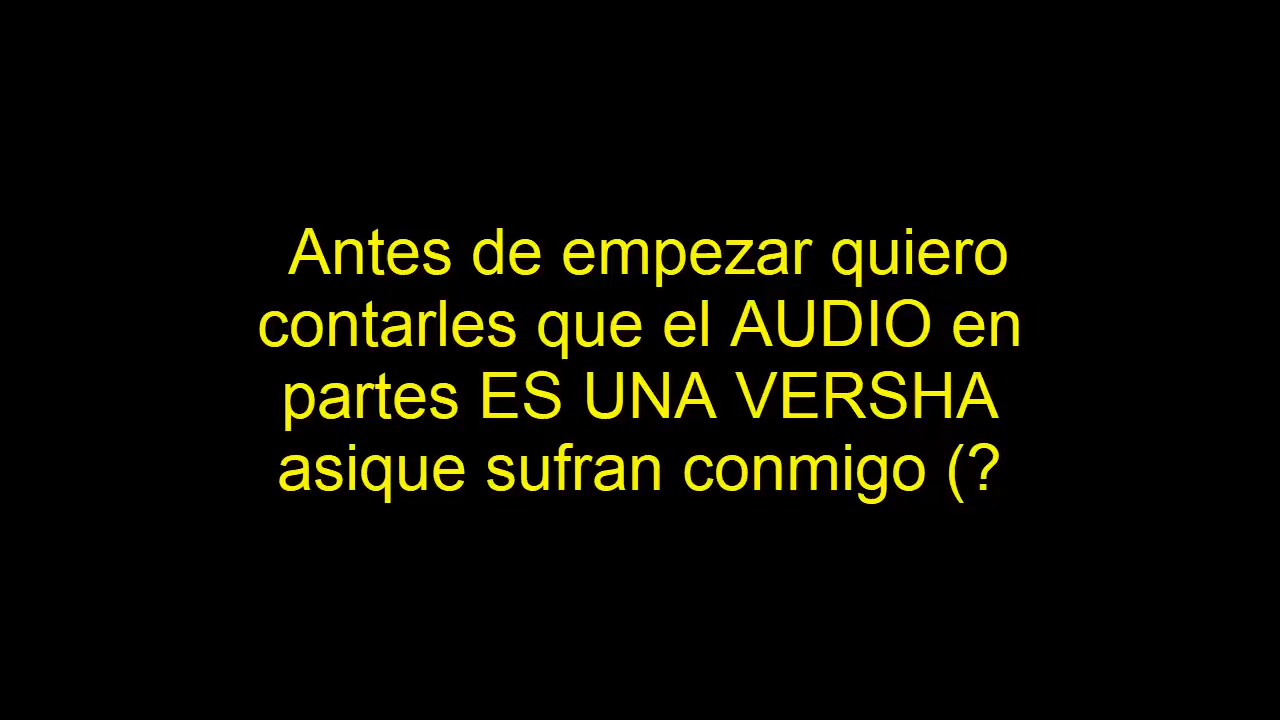 Antes de empezar quiero
contarles que el AUDIO en
partes ES UNA VERSHA
asique sufran conmigo (?